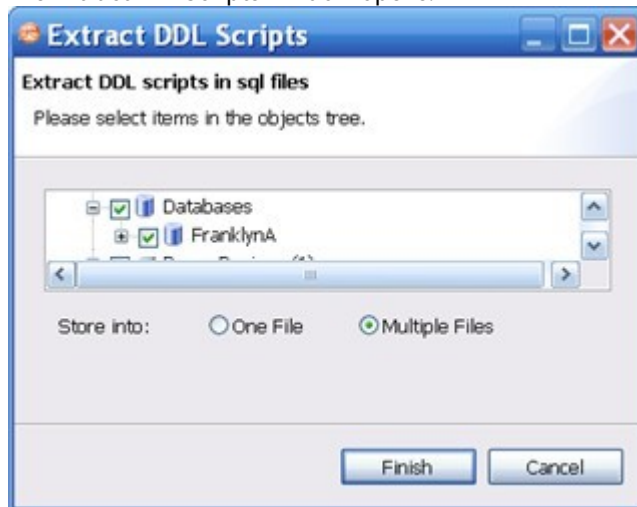 Extract DDL Scripts
Extract DDL scripts in sql files
Please select items in the objects tree.
Databases
FranklynA
Store into: One File Multiple Files
Finish Cancel